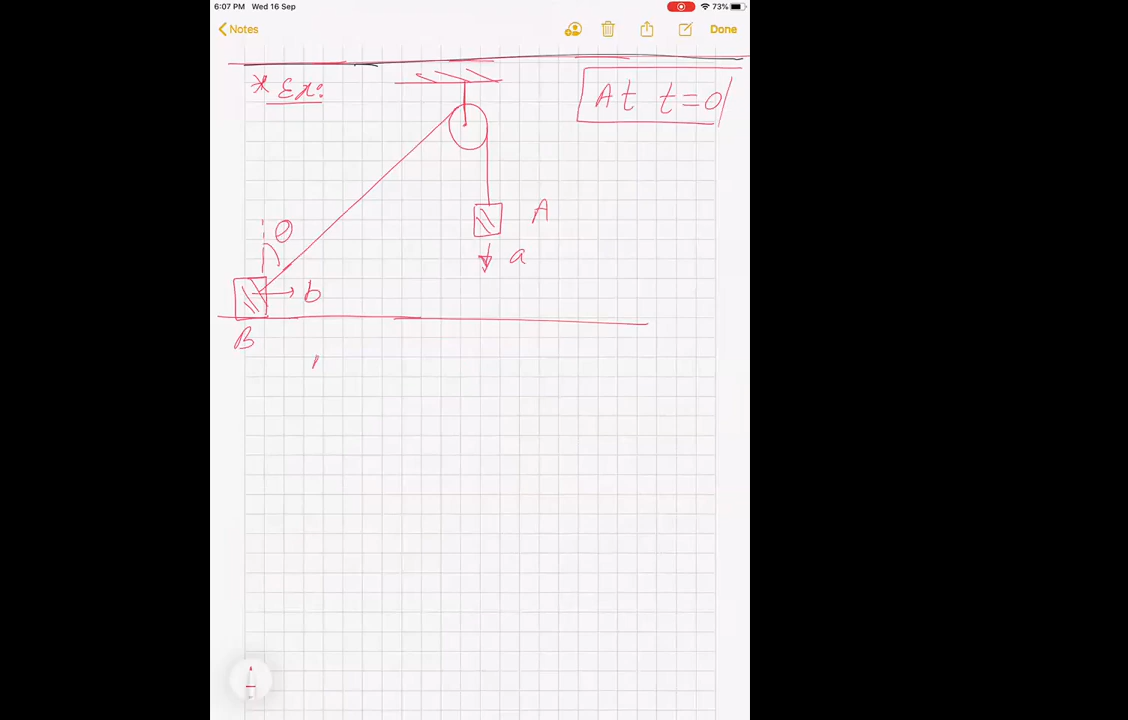 6:07 PM Wed 16 Sep
73%
Notes
Done
* Ex:
At t=0
A
θ
a
b
B